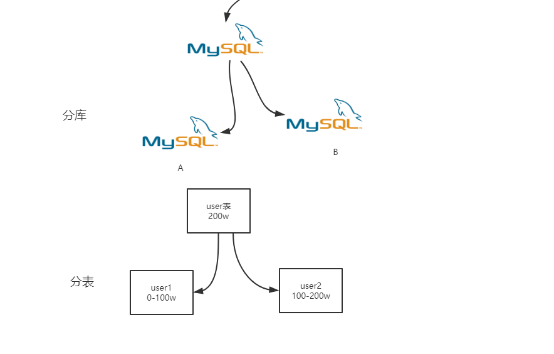 MySQL
分库
MySQL
MySQL
A
B
user表
200w
分表
user1
0-100w
user2
100-200w